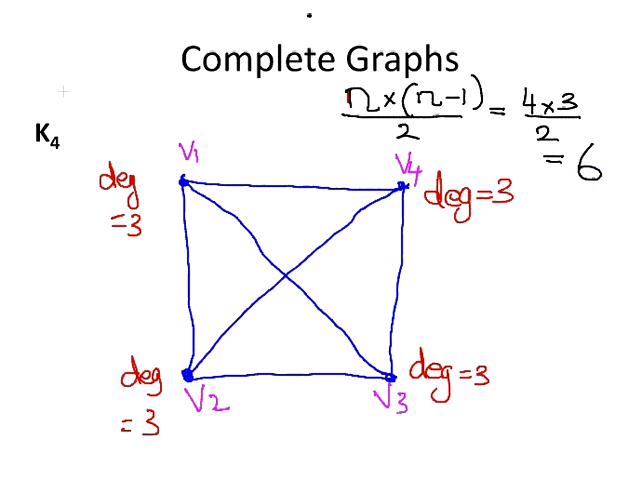 Complete Graphs
n×(n-1)/2 = 4×3/2
= 6
K4
V1
V4
deg
=3
deg=3
deg
= 3
V2
V3
deg=3